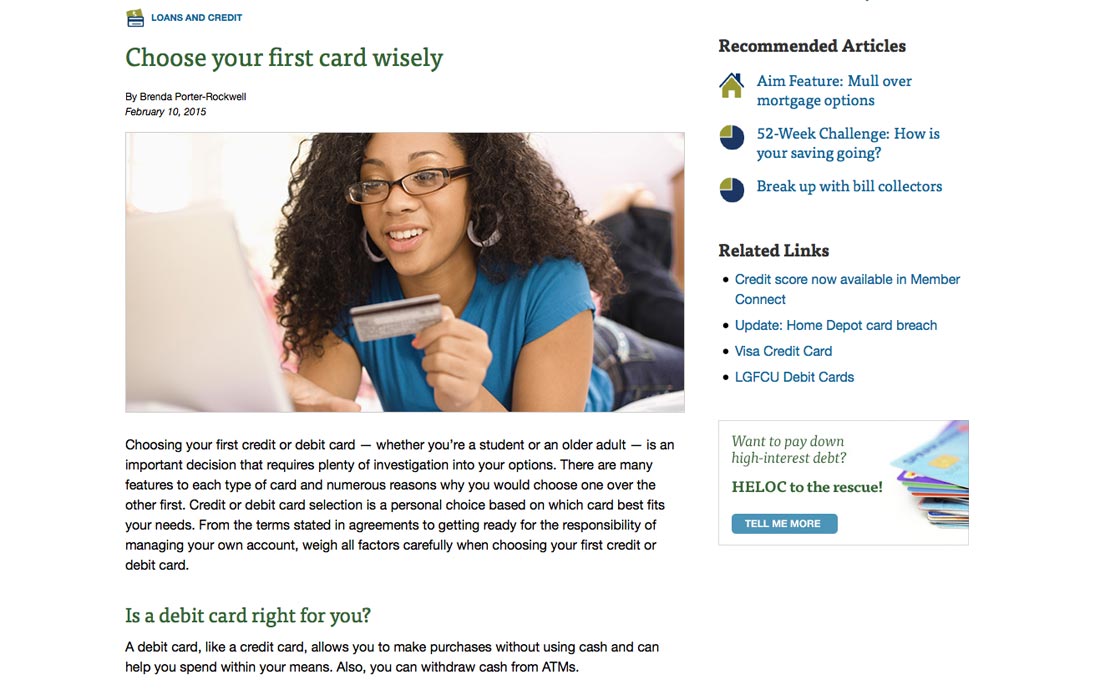 LOANS AND CREDIT
Choose your first card wisely
By Brenda Porter-Rockwell
February 10, 2015
Choosing your first credit or debit card — whether you're a student or an older adult — is an
important decision that requires plenty of investigation into your options. There are many
features to each type of card and numerous reasons why you would choose one over the
other first. Credit or debit card selection is a personal choice based on which card best fits
your needs. From the terms stated in agreements to getting ready for the responsibility of
managing your own account, weigh all factors carefully when choosing your first credit or
debit card.
Is a debit card right for you?
A debit card, like a credit card, allows you to make purchases without using cash and can
help you spend within your means. Also, you can withdraw cash from ATMs.
Recommended Articles
Aim Feature: Mull over
mortgage options
52-Week Challenge: How is
your saving going?
Break up with bill collectors
Related Links
Credit score now available in Member
Connect
Update: Home Depot card breach
Visa Credit Card
LGFCU Debit Cards
Want to pay down
high-interest debt?
HELOC to the rescue!
TELL ME MORE